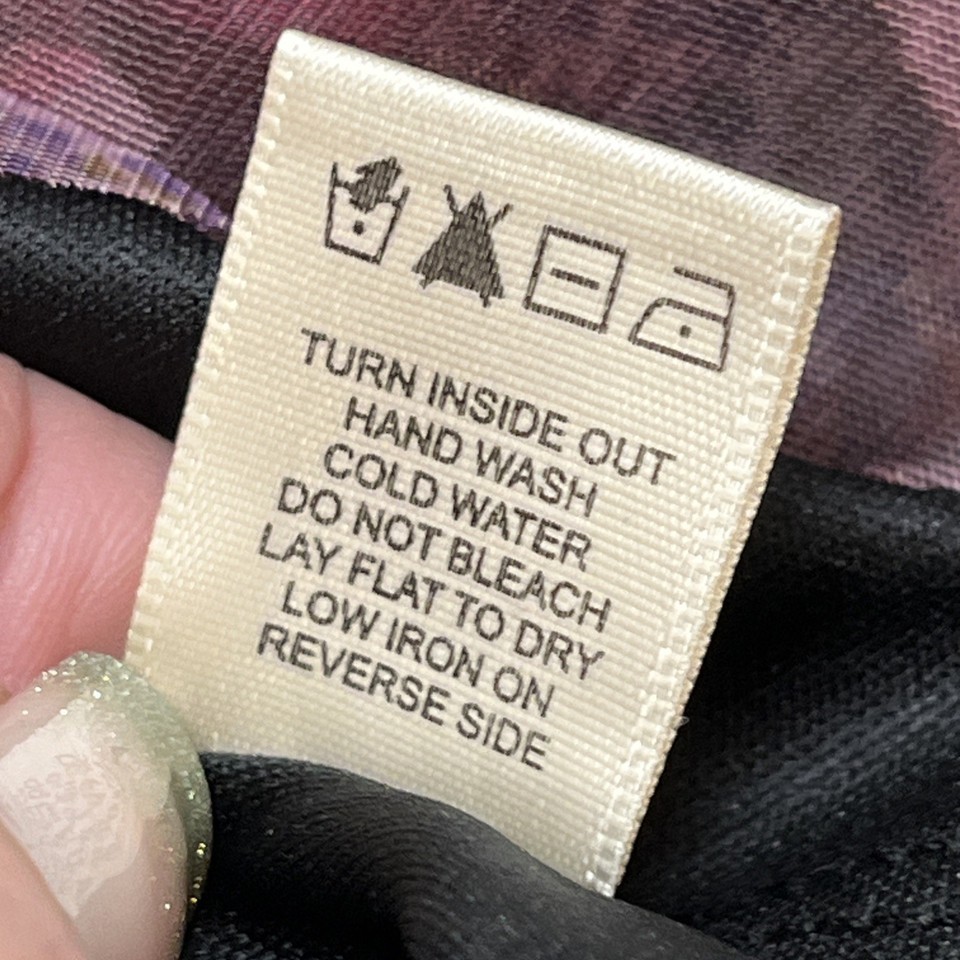 TURN INSIDE OUT
HAND WASH
COLD WATER
DO NOT BLEACH
LAY FLAT TO DRY
LOW IRON ON
REVERSE SIDE